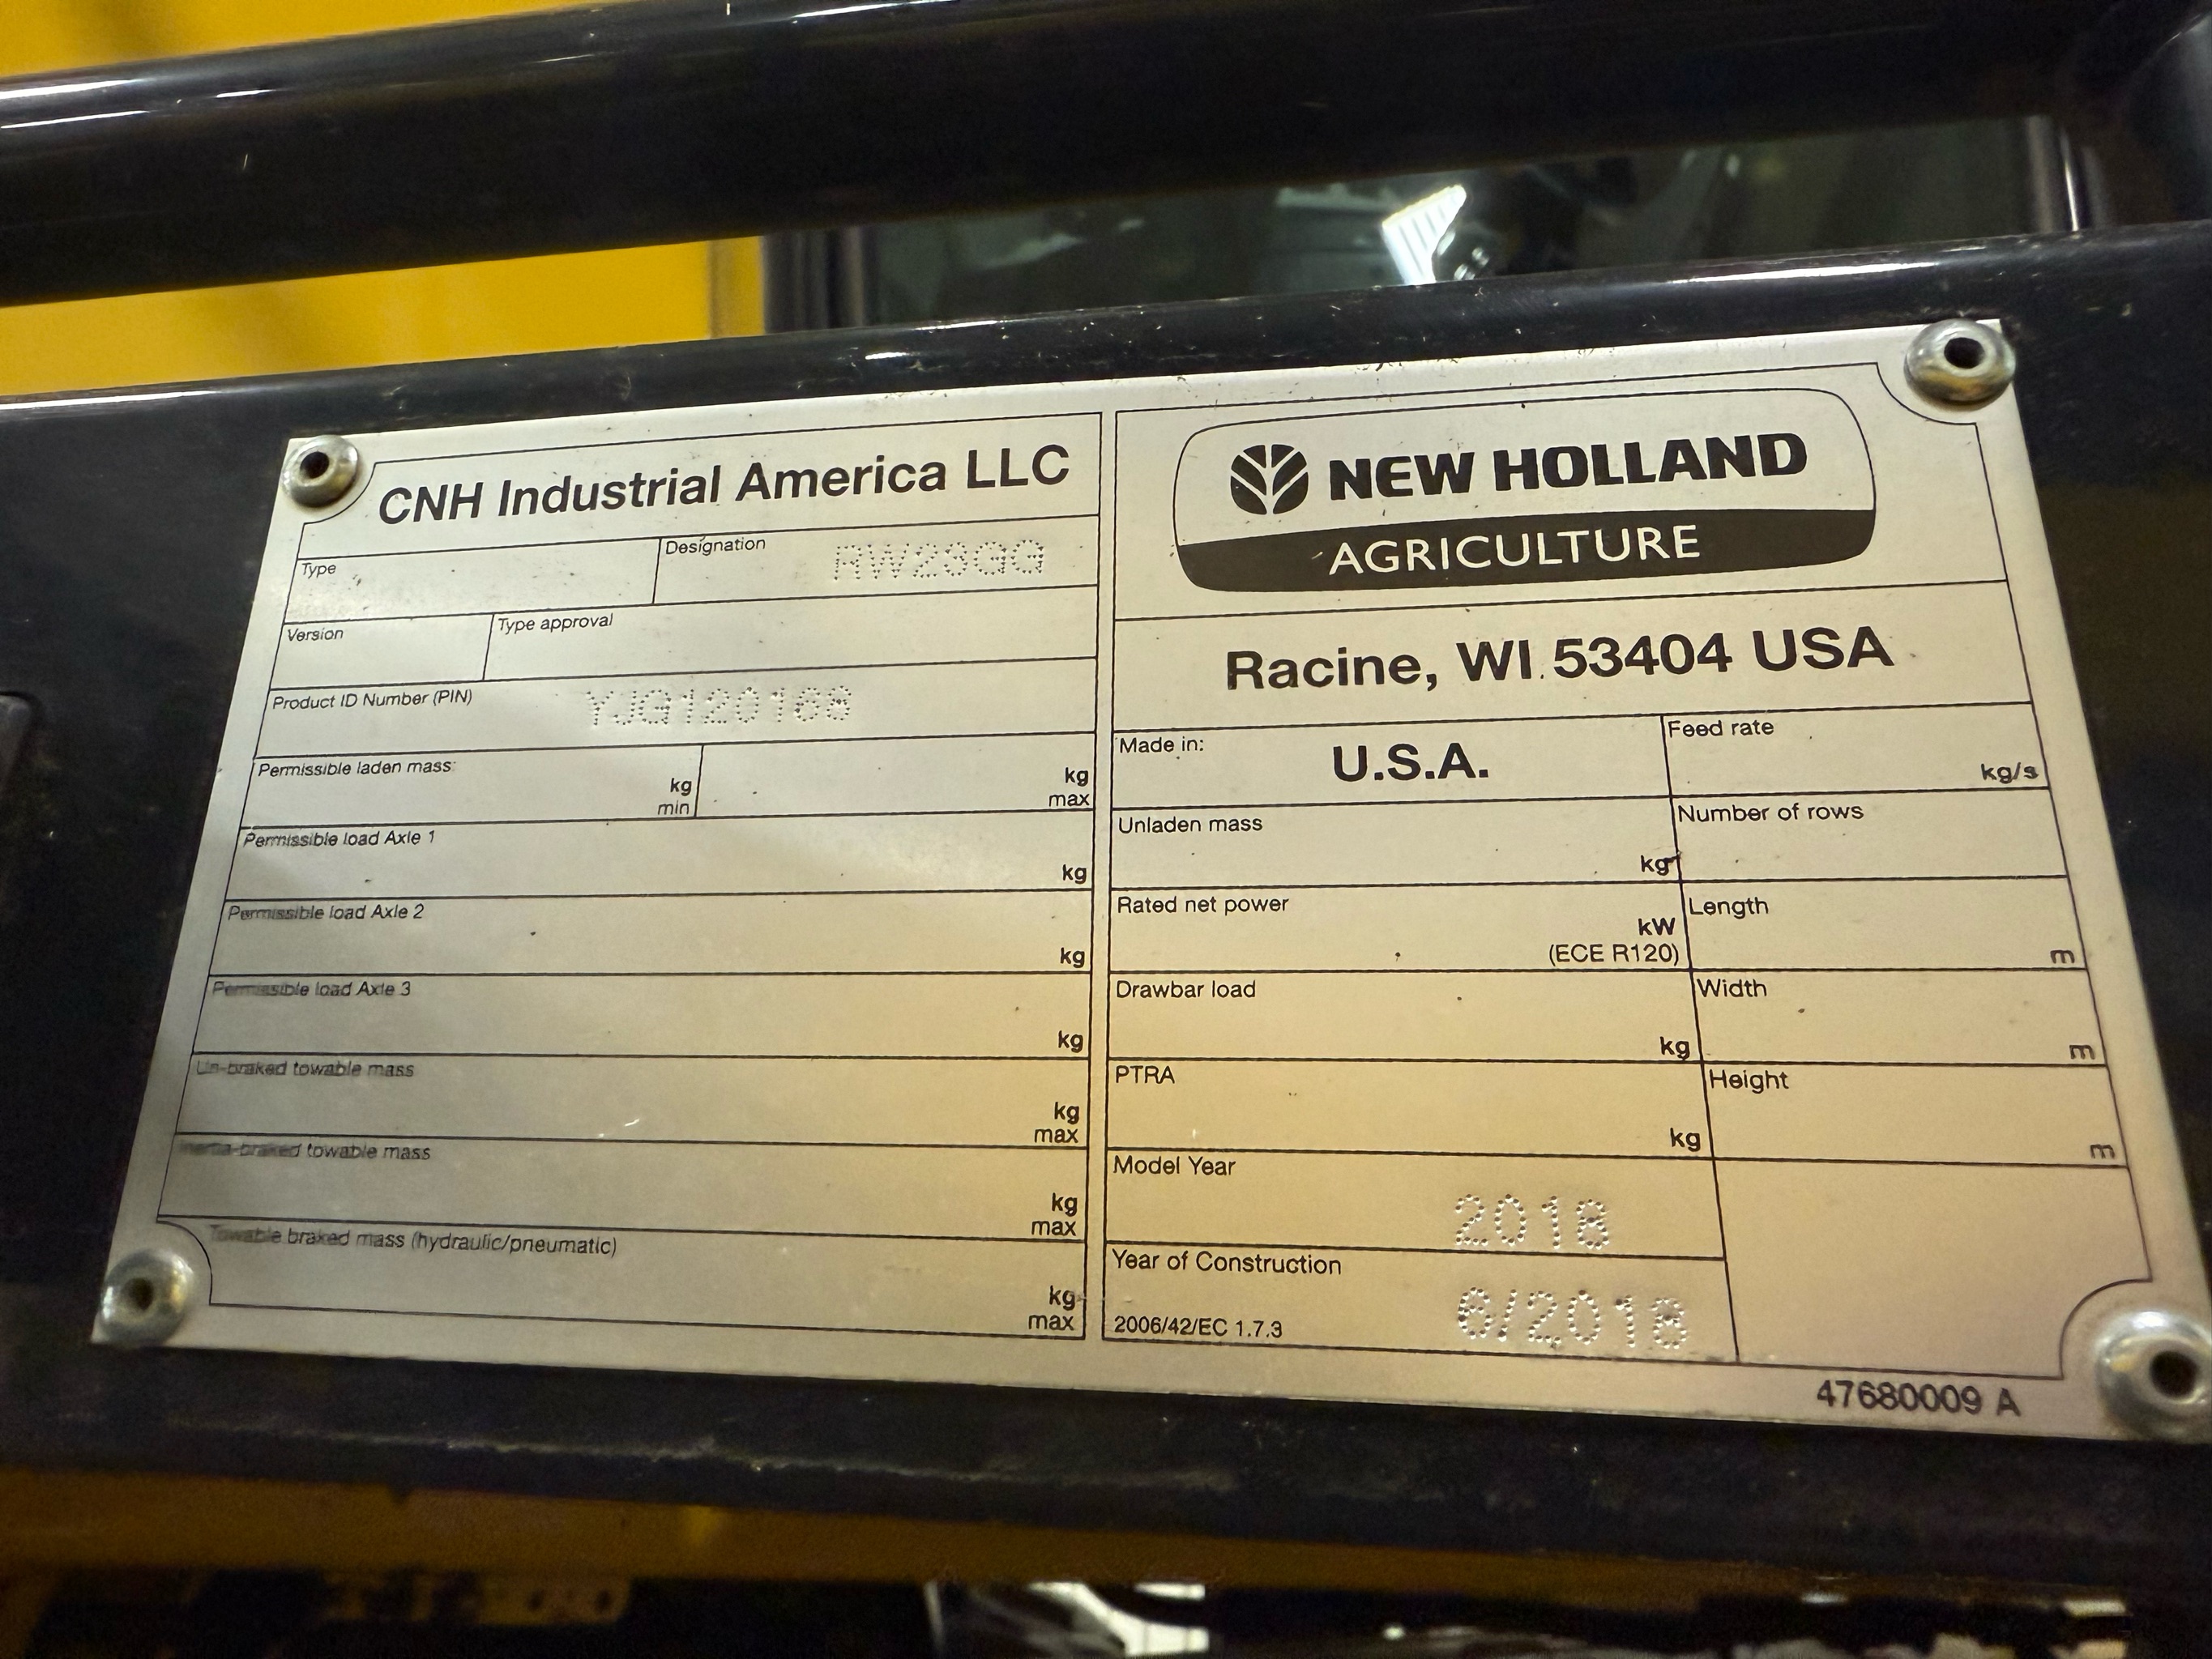 CNH Industrial America LLC
Type
Designation
Version
Type approval
Product ID Number (PIN) YJG120168
Permissible laden mass
kg
min
kg
max
Permissible load Axle 1
kg
Permissible load Axle 2
kg
Permissible load Axle 3
kg
Un-braked towable mass
kg
max
Inertia-braked towable mass
kg
max
Towable braked mass (hydraulic/pneumatic)
kg
max
NEW HOLLAND
AGRICULTURE
Racine, WI 53404 USA
Made in: U.S.A.
Feed rate
kg/s
Unladen mass
kg
Number of rows
Rated net power
kW
(ECE R120)
Length
m
Drawbar load
kg
Width
m
PTRA
kg
Height
m
Model Year 2018
Year of Construction
2006/42/EC 1.7.3 6/2018
47680009 A